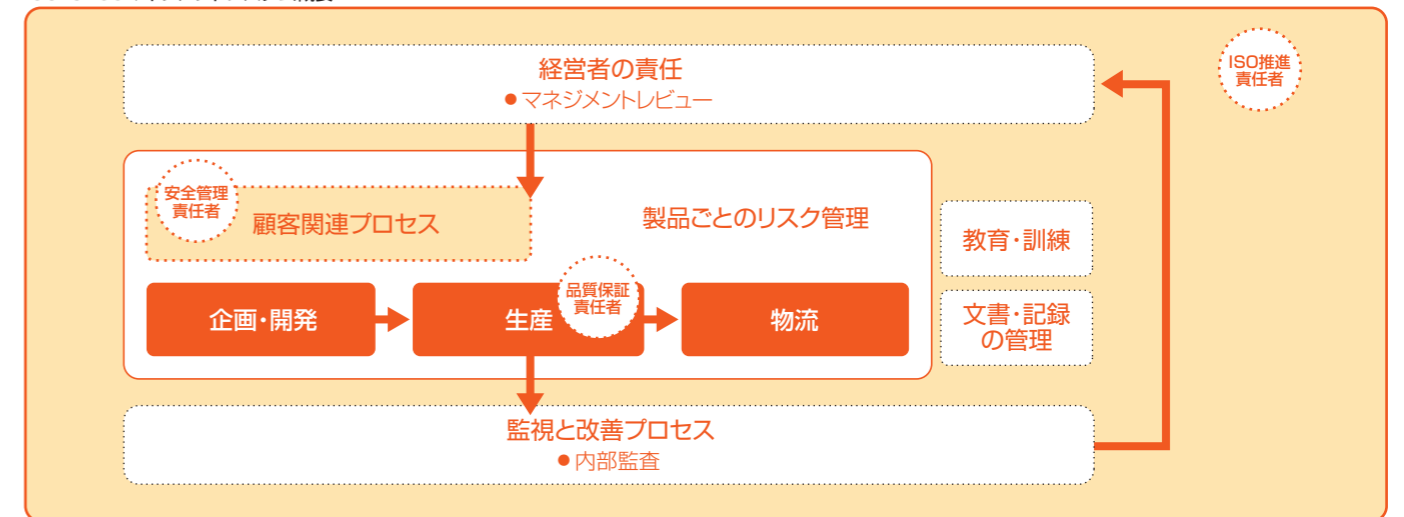 経営者の責任
●マネジメントレビュー
ISO推進
責任者
安全管理
責任者
顧客関連プロセス
製品ごとのリスク管理
教育・訓練
品質保証
責任者
企画・開発
生産
物流
文書・記録
の管理
監視と改善プロセス
●内部監査